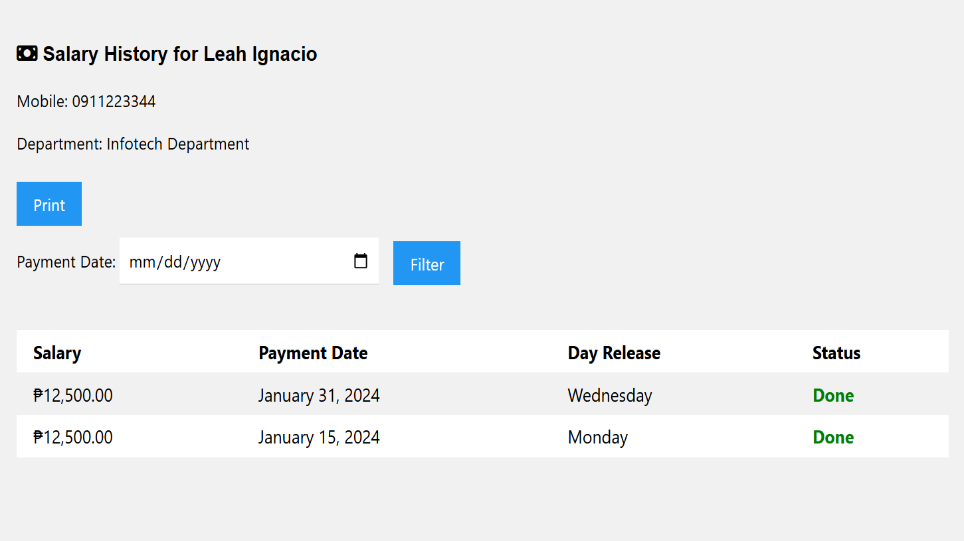 Salary History for Leah Ignacio
Mobile: 0911223344
Department: Infotech Department
Print
Payment Date: mm/dd/yyyy Filter
Salary Payment Date Day Release Status
₱12,500.00 January 31, 2024 Wednesday Done
₱12,500.00 January 15, 2024 Monday Done